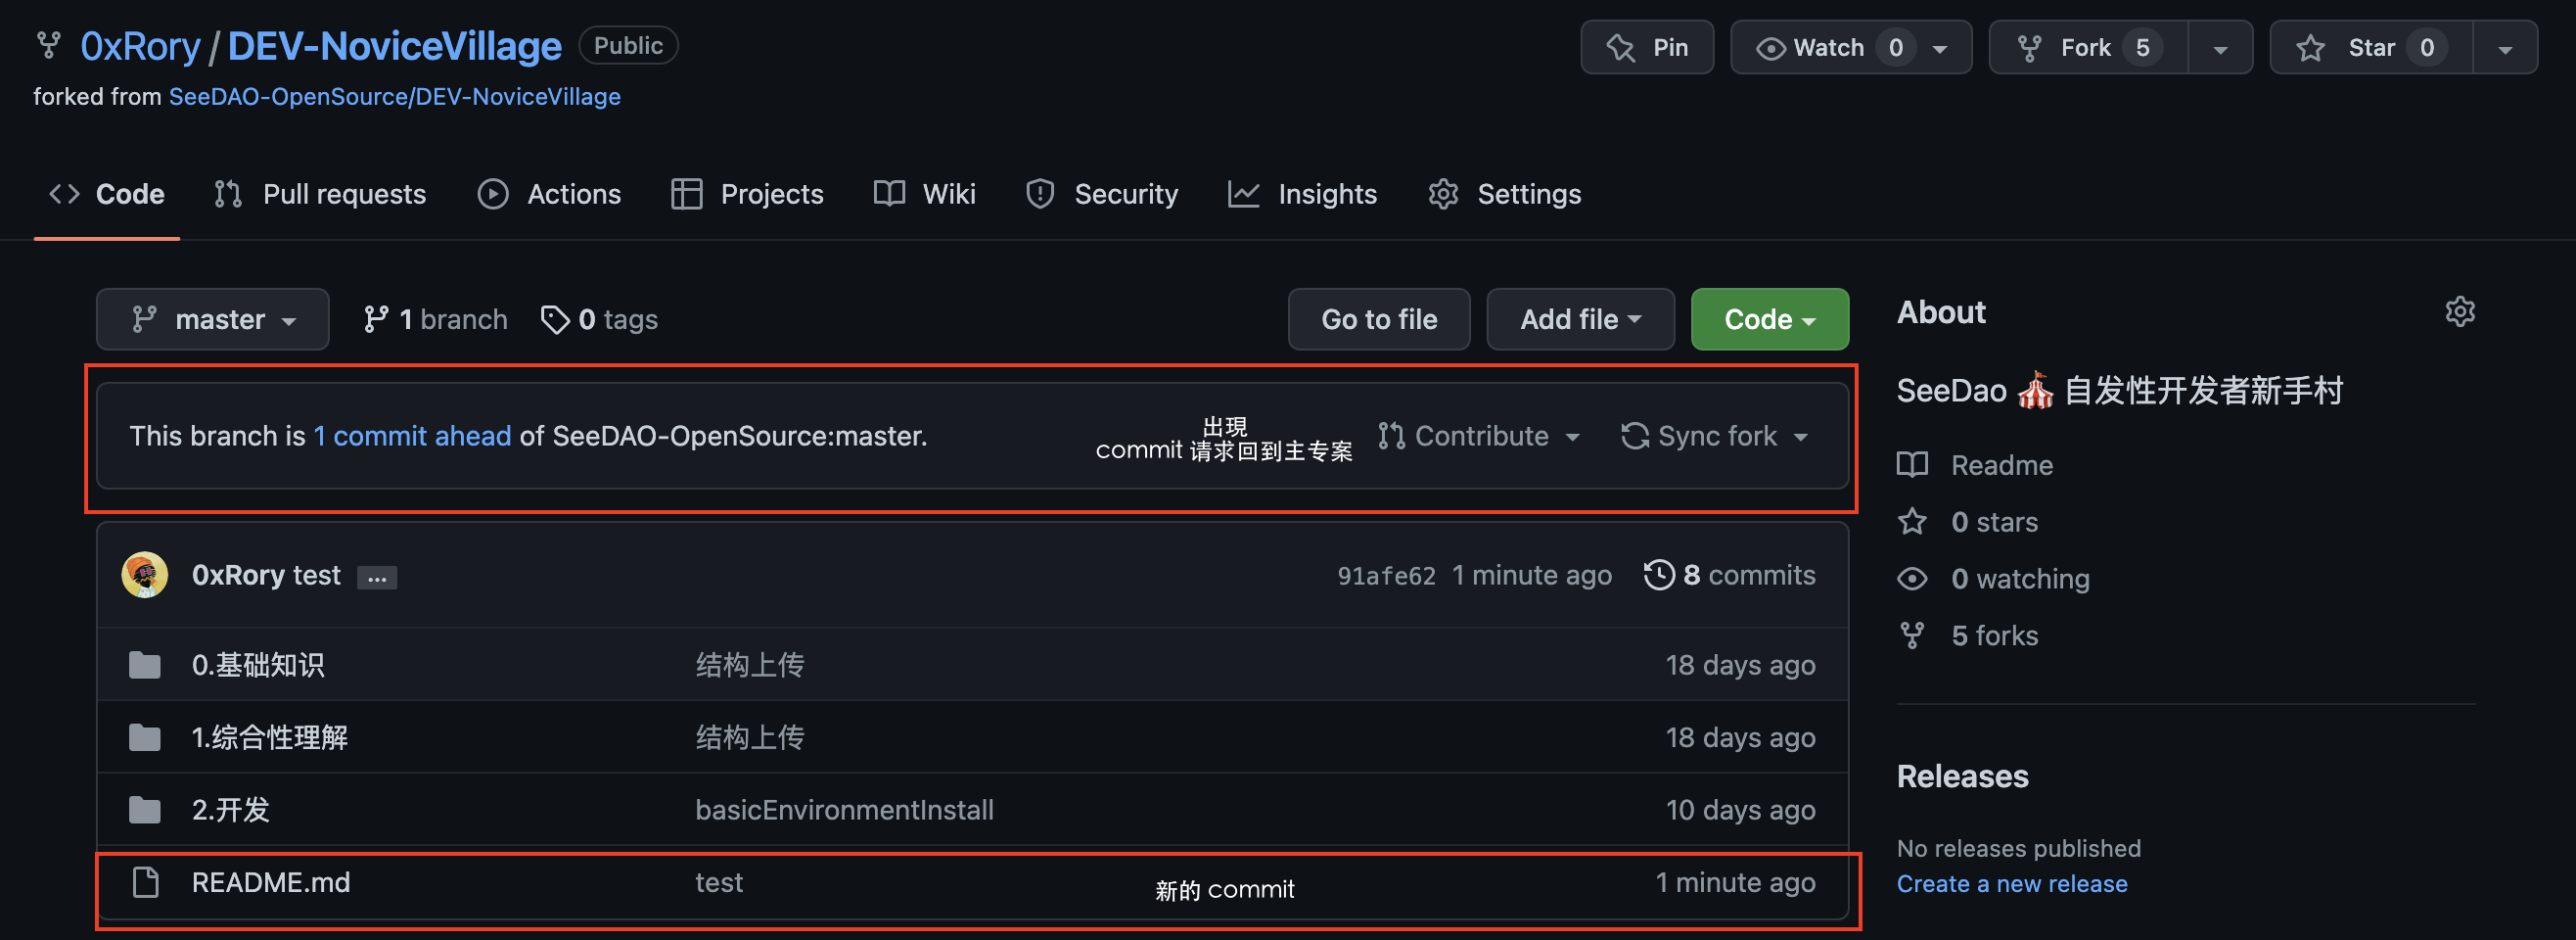 0xRory / DEV-NoviceVillage Public
Pin
Watch 0
Fork 5
Star 0
forked from SeeDAO-OpenSource/DEV-NoviceVillage
Code
Pull requests
Actions
Projects
Wiki
Security
Insights
Settings
master
1 branch
0 tags
Go to file
Add file
Code
This branch is 1 commit ahead of SeeDAO-OpenSource:master.
出現
commit 请求回到主专案
Contribute
Sync fork
0xRory test ...
91afe62 1 minute ago
8 commits
0.基础知识 结构上传 18 days ago
1.综合性理解 结构上传 18 days ago
2.开发 basicEnvironmentInstall 10 days ago
README.md test 新的 commit 1 minute ago
About
SeeDao 🎪 自发性开发者新手村
Readme
0 stars
0 watching
5 forks
Releases
No releases published
Create a new release